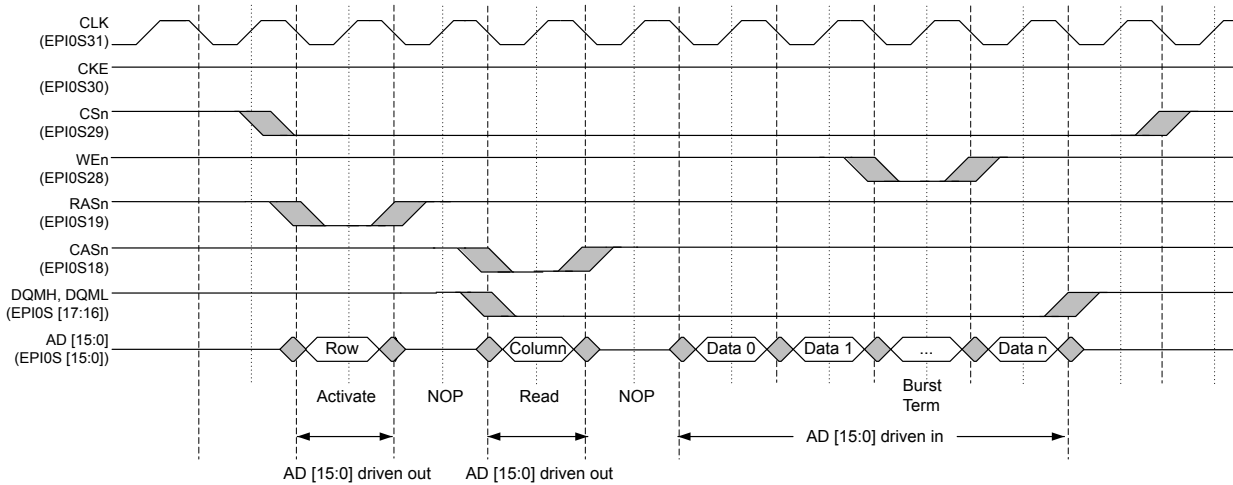 CLK
(EPI0S31)
CKE
(EPI0S30)
CSn
(EPI0S29)
WEn
(EPI0S28)
RASn
(EPI0S19)
CASn
(EPI0S18)
DQMH, DQML
(EPI0S [17:16])
AD [15:0]
(EPI0S [15:0])
Row
Column
Data 0
Data 1
...
Data n
Activate
NOP
Read
NOP
Burst
Term
AD [15:0] driven in
AD [15:0] driven out
AD [15:0] driven out